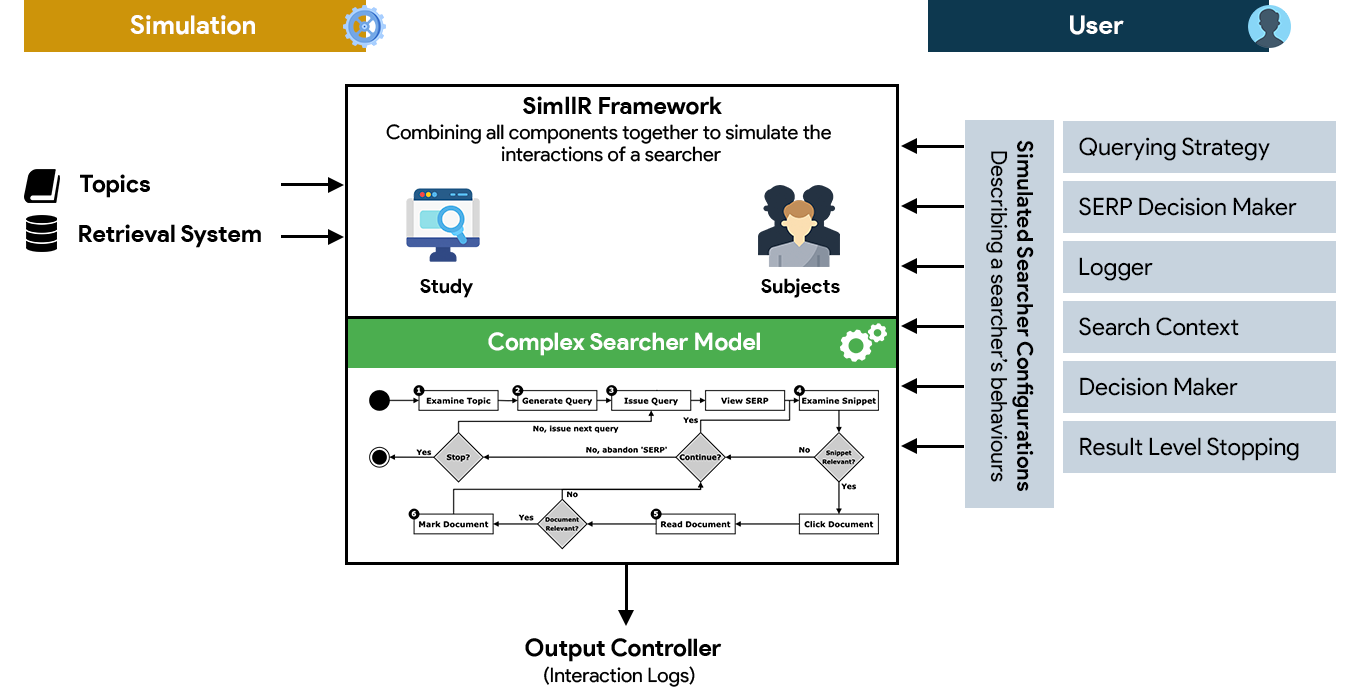 Simulation
User
SimIIR Framework
Combining all components together to simulate the
interactions of a searcher
Topics
Retrieval System
Study
Subjects
Simulated Searcher Configurations
Describing a searcher's behaviours
Querying Strategy
SERP Decision Maker
Logger
Search Context
Decision Maker
Result Level Stopping
Complex Searcher Model
1
Examine Topic
2
Generate Query
3
Issue Query
View SERP
4
Examine Snippet
No, issue next query
Yes
Yes
Stop?
No, abandon 'SERP'
Continue?
No
Snippet
Relevant?
No
Yes
6
Mark Document
Yes
Document
Relevant?
5
Read Document
Click Document
Output Controller
(Interaction Logs)